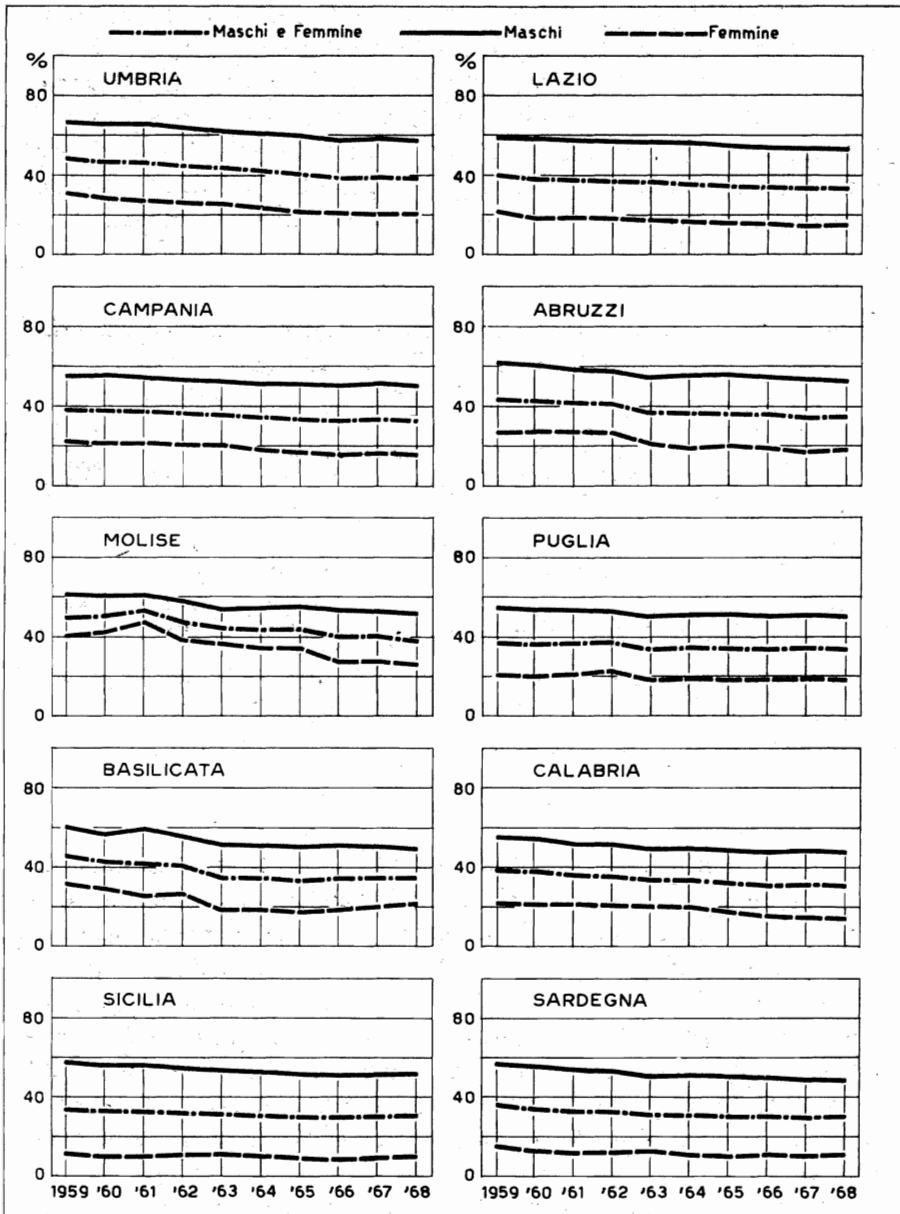 Maschi e Femmine Maschi Femmine
% %
UMBRIA LAZIO
80 80
40 40
0 0
CAMPANIA ABRUZZI
80 80
40 40
0 0
MOLISE PUGLIA
80 80
40 40
0 0
BASILICATA CALABRIA
80 80
40 40
0 0
SICILIA SARDEGNA
80 80
40 40
0 0
1959 '60 '61 '62 '63 '64 '65 '66 '67 '68 1959 '60 '61 '62 '63 '64 '65 '66 '67 '68